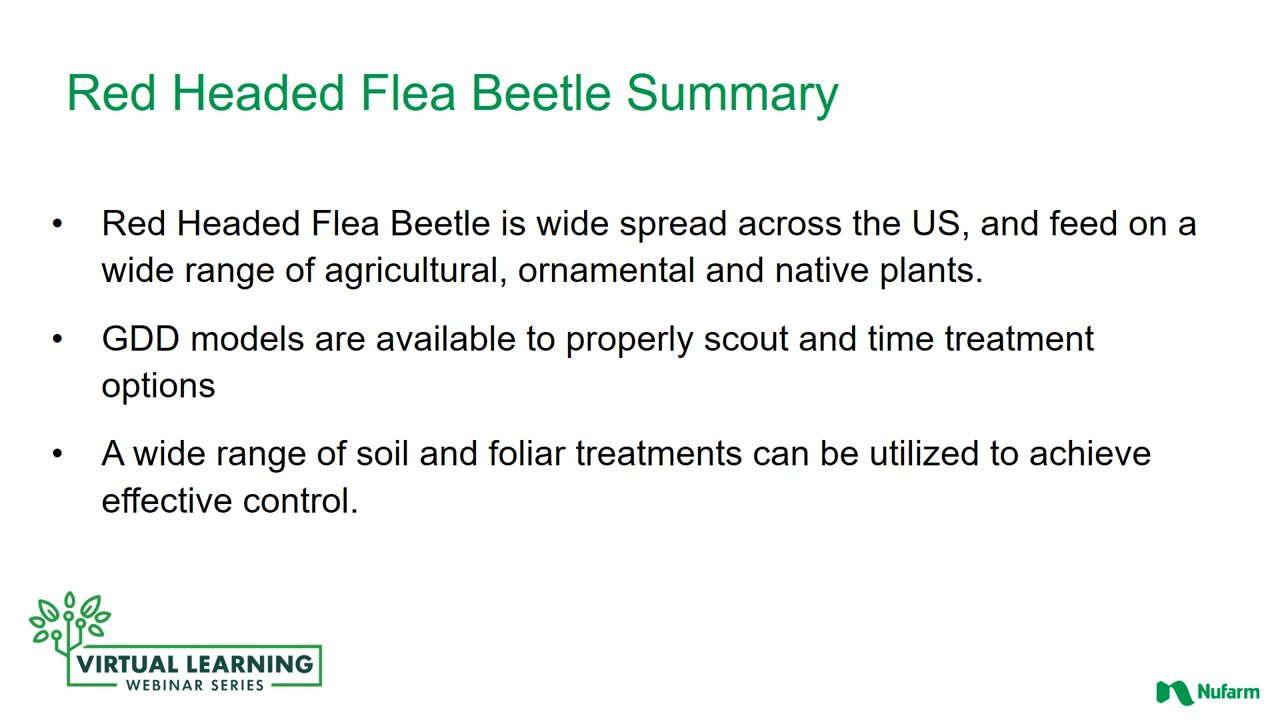 Red Headed Flea Beetle Summary
• Red Headed Flea Beetle is wide spread across the US, and feed on a
wide range of agricultural, ornamental and native plants.
• GDD models are available to properly scout and time treatment
options
• A wide range of soil and foliar treatments can be utilized to achieve
effective control.
VIRTUAL LEARNING
WEBINAR SERIES
Nufarm